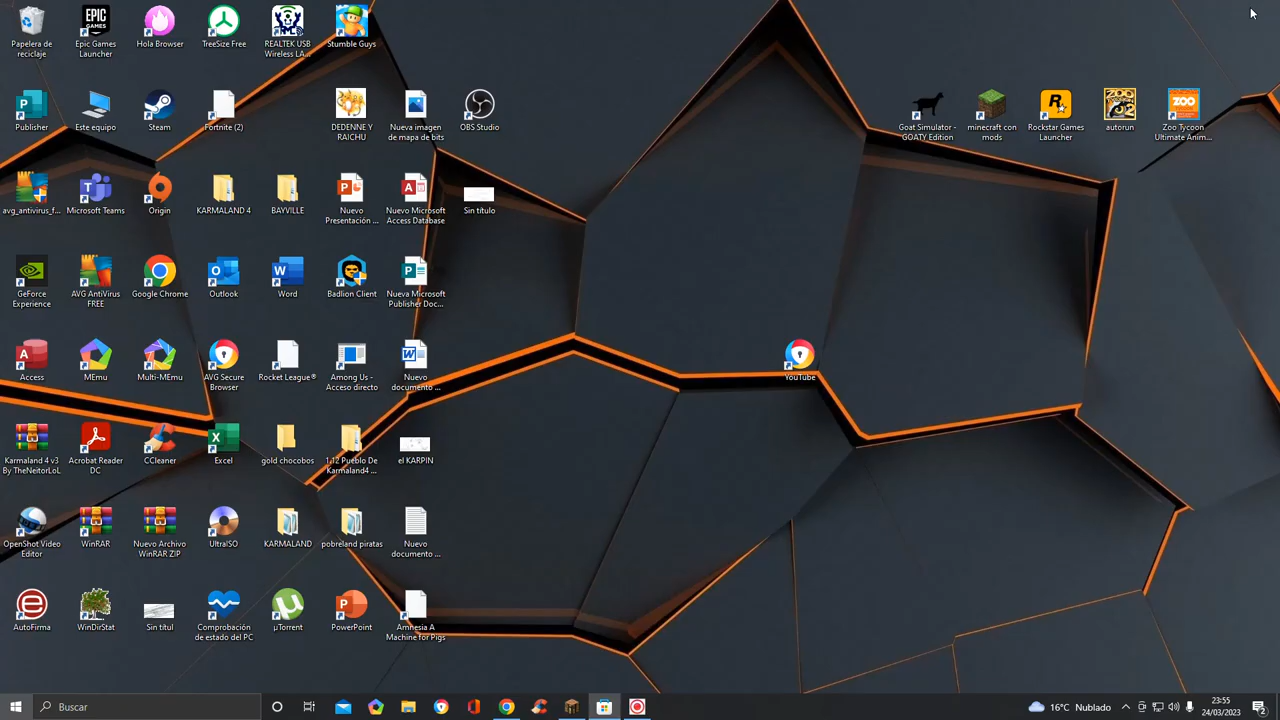 Papelera de
reciclaje
Epic Games
Launcher
Hola Browser
TreeSize Free
REALTEK USB
Wireless LA...
Stumble Guys
Publisher
Este equipo
Steam
Fortnite (2)
DEDENNE Y
RAICHU
Nueva imagen
de mapa de bits
OBS Studio
Goat Simulator -
GOATY Edition
minecraft con
mods
Rockstar Games
Launcher
autorun
Zoo Tycoon
Ultimate Anim...
avg_antivirus_f...
Microsoft Teams
Origin
KARMALAND 4
BAYVILLE
Nuevo
Presentación ...
Nuevo Microsoft
Access Database
Sin título
GeForce
Experience
AVG AntiVirus
FREE
Google Chrome
Outlook
Word
Badlion Client
Nueva Microsoft
Publisher Doc...
Access
MEmu
Multi-MEmu
AVG Secure
Browser
Rocket League®
Among Us -
Acceso directo
Nuevo
documento ...
YouTube
Karmaland 4 v3
By TheNeitorLoL
Acrobat Reader
DC
CCleaner
Excel
gold chocobos
1.12 Pueblo De
Karmaland4 ...
el KARPIN
OpenShot Video
Editor
WinRAR
Nuevo Archivo
WinRAR ZIP
UltraISO
KARMALAND
pobreland piratas
Nuevo
documento ...
AutoFirma
WinDirStat
Sin títul
Comprobación
de estado del PC
µTorrent
PowerPoint
Amnesia A
Machine for Pigs
Buscar
16°C Nublado
23:55
24/03/2023
2